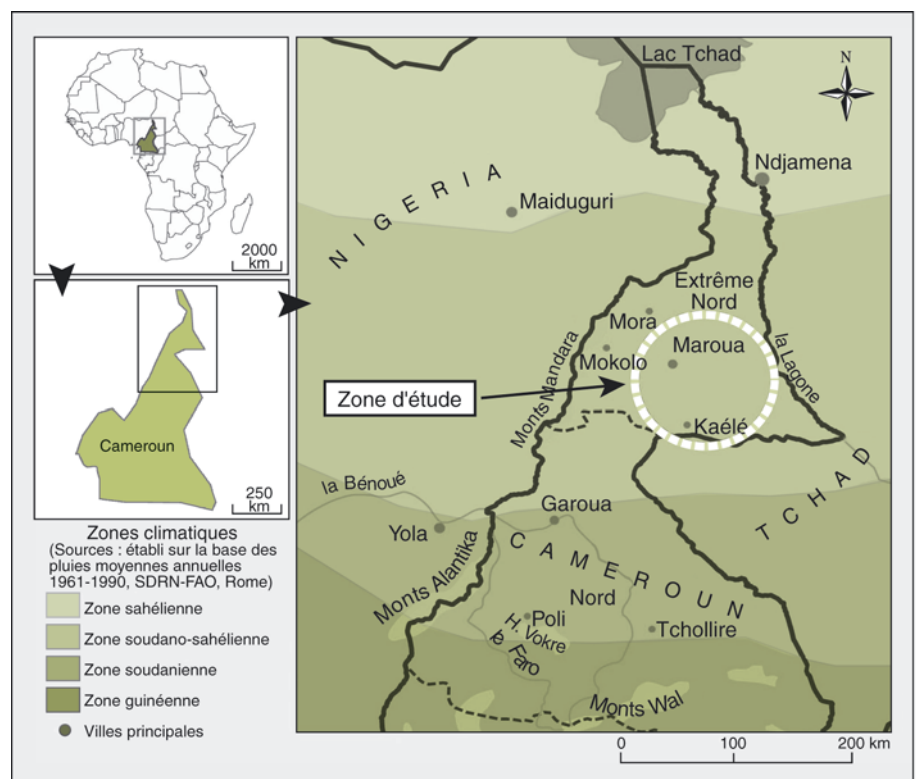 2000
km
Cameroun
250
km
Zones climatiques
(Sources : établi sur la base des
pluies moyennes annuelles
1961-1990, SDRN-FAO, Rome)
Zone sahélienne
Zone soudano-sahélienne
Zone soudanienne
Zone guinéenne
Villes principales
Lac Tchad
N
Ndjamena
NIGERIA
Maiduguri
Extrême
Nord
Mora
Maroua
Mokolo
la Lagone
Monts Mandara
Zone d'étude
Kaélé
TCHAD
la Bénoué
Garoua
Yola
CAMEROUN
Monts Alantika
Nord
Poli
H. Vokre
Tchollire
le Faro
Monts Wal
0 100 200 km